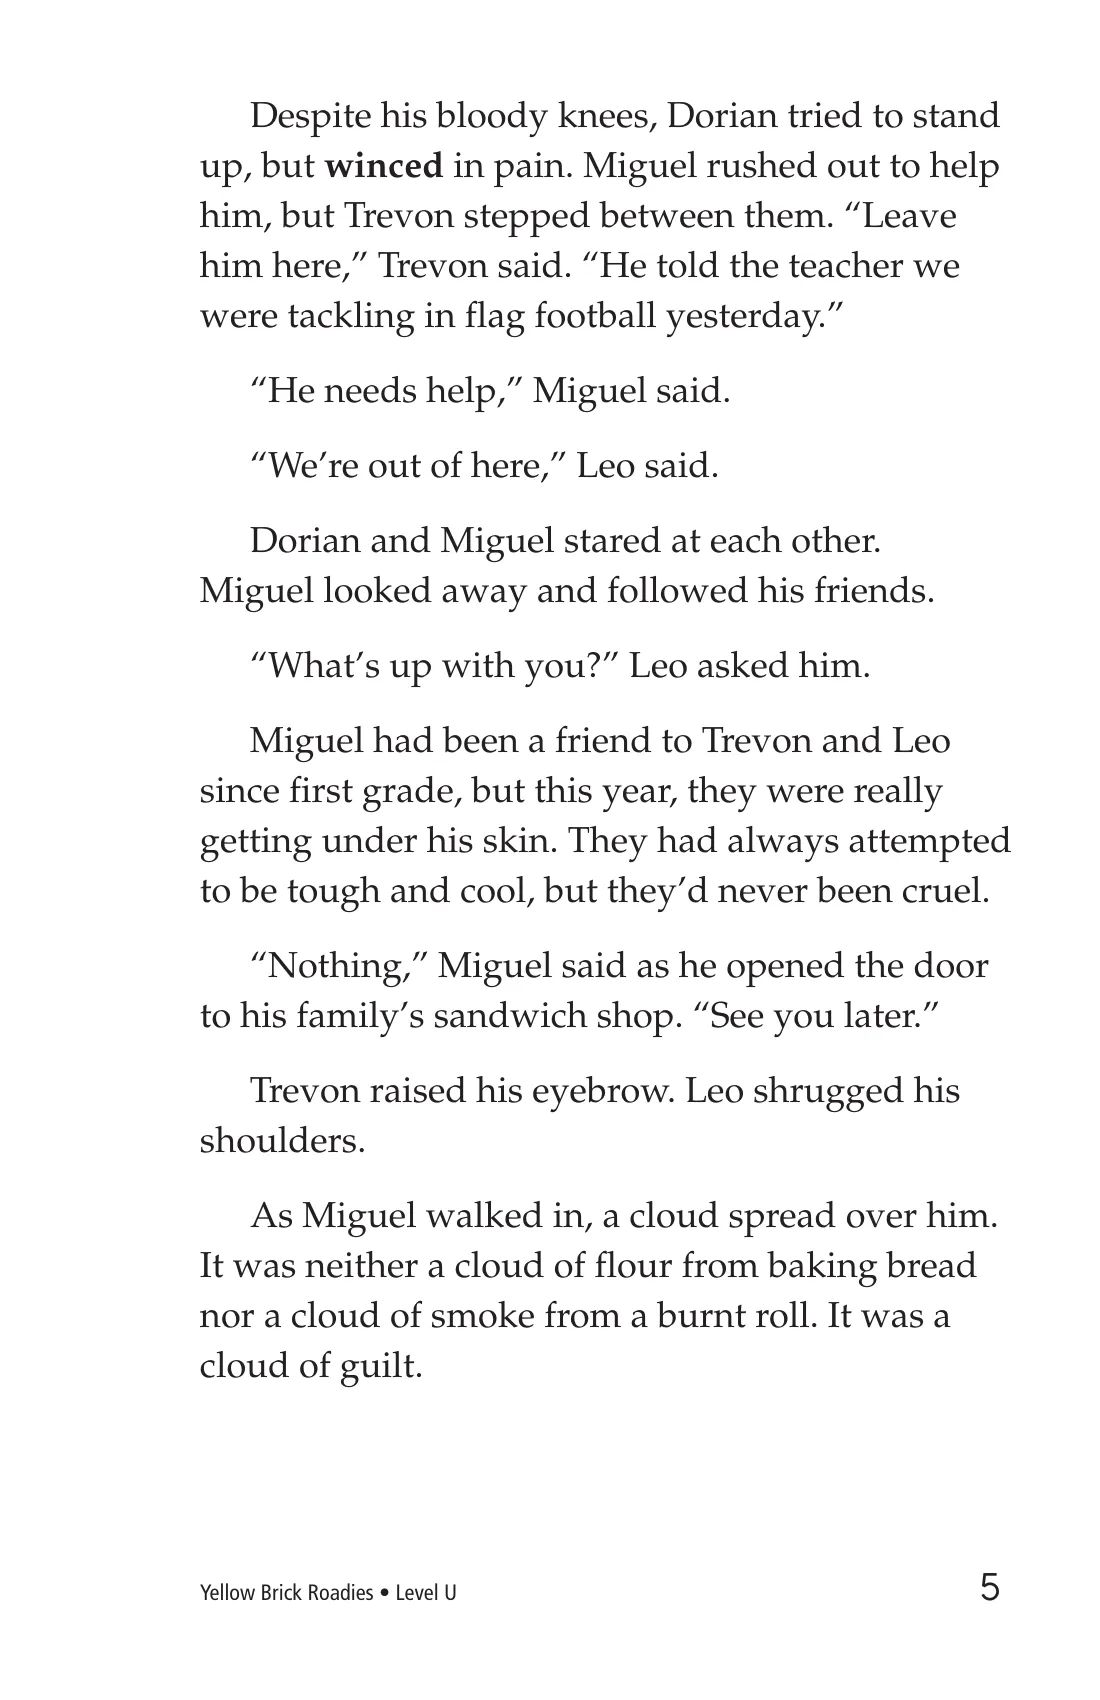 Despite his bloody knees, Dorian tried to stand
up, but winced in pain. Miguel rushed out to help
him, but Trevon stepped between them. “Leave
him here,” Trevon said. “He told the teacher we
were tackling in flag football yesterday.”
“He needs help,” Miguel said.
“We’re out of here,” Leo said.
Dorian and Miguel stared at each other.
Miguel looked away and followed his friends.
“What’s up with you?” Leo asked him.
Miguel had been a friend to Trevon and Leo
since first grade, but this year, they were really
getting under his skin. They had always attempted
to be tough and cool, but they’d never been cruel.
“Nothing,” Miguel said as he opened the door
to his family’s sandwich shop. “See you later.”
Trevon raised his eyebrow. Leo shrugged his
shoulders.
As Miguel walked in, a cloud spread over him.
It was neither a cloud of flour from baking bread
nor a cloud of smoke from a burnt roll. It was a
cloud of guilt.
Yellow Brick Roadies • Level U 5